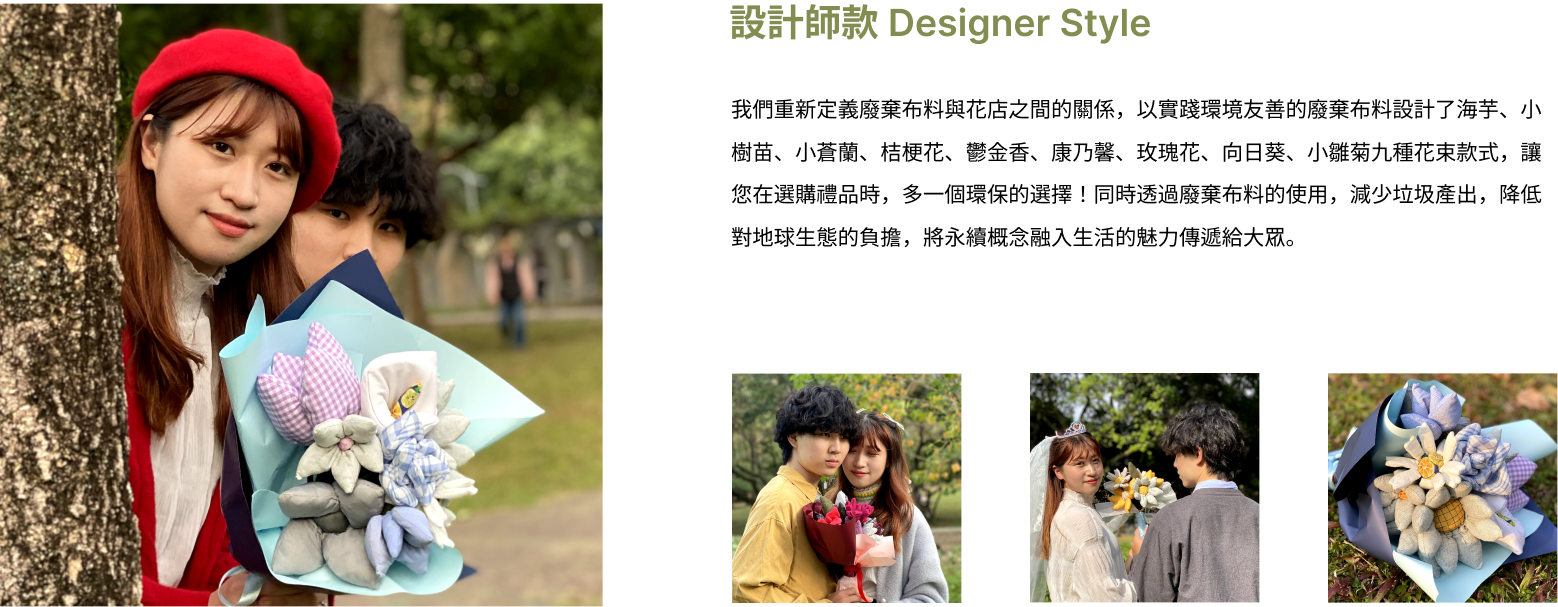 設計師款 Designer Style
我們重新定義廢棄布料與花店之間的關係，以實踐環境友善的廢棄布料設計了海芋、小
樹苗、小蒼蘭、桔梗花、鬱金香、康乃馨、玫瑰花、向日葵、小雛菊九種花束款式，讓
您在選購禮品時，多一個環保的選擇！同時透過廢棄布料的使用，減少垃圾產出，降低
對地球生態的負擔，將永續概念融入生活的魅力傳遞給大眾。